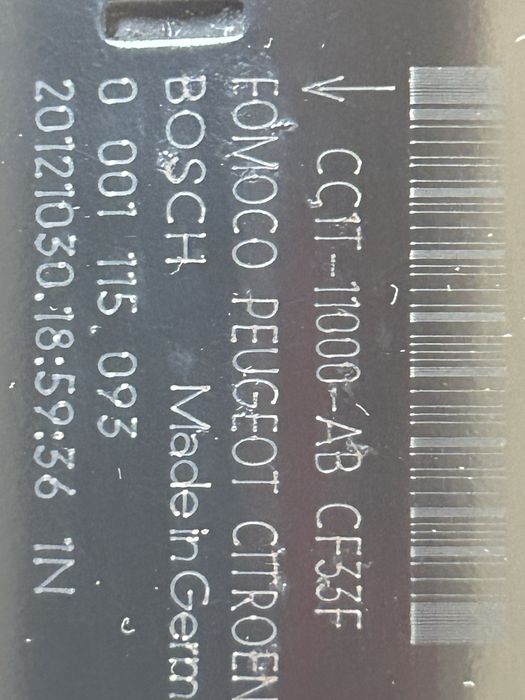 CC1T-11000-AB CF33F
FOMOCO PEUGEOT CITROEN
BOSCH Made in Germ
0 001 115 093
20121030.18:59:36 1N